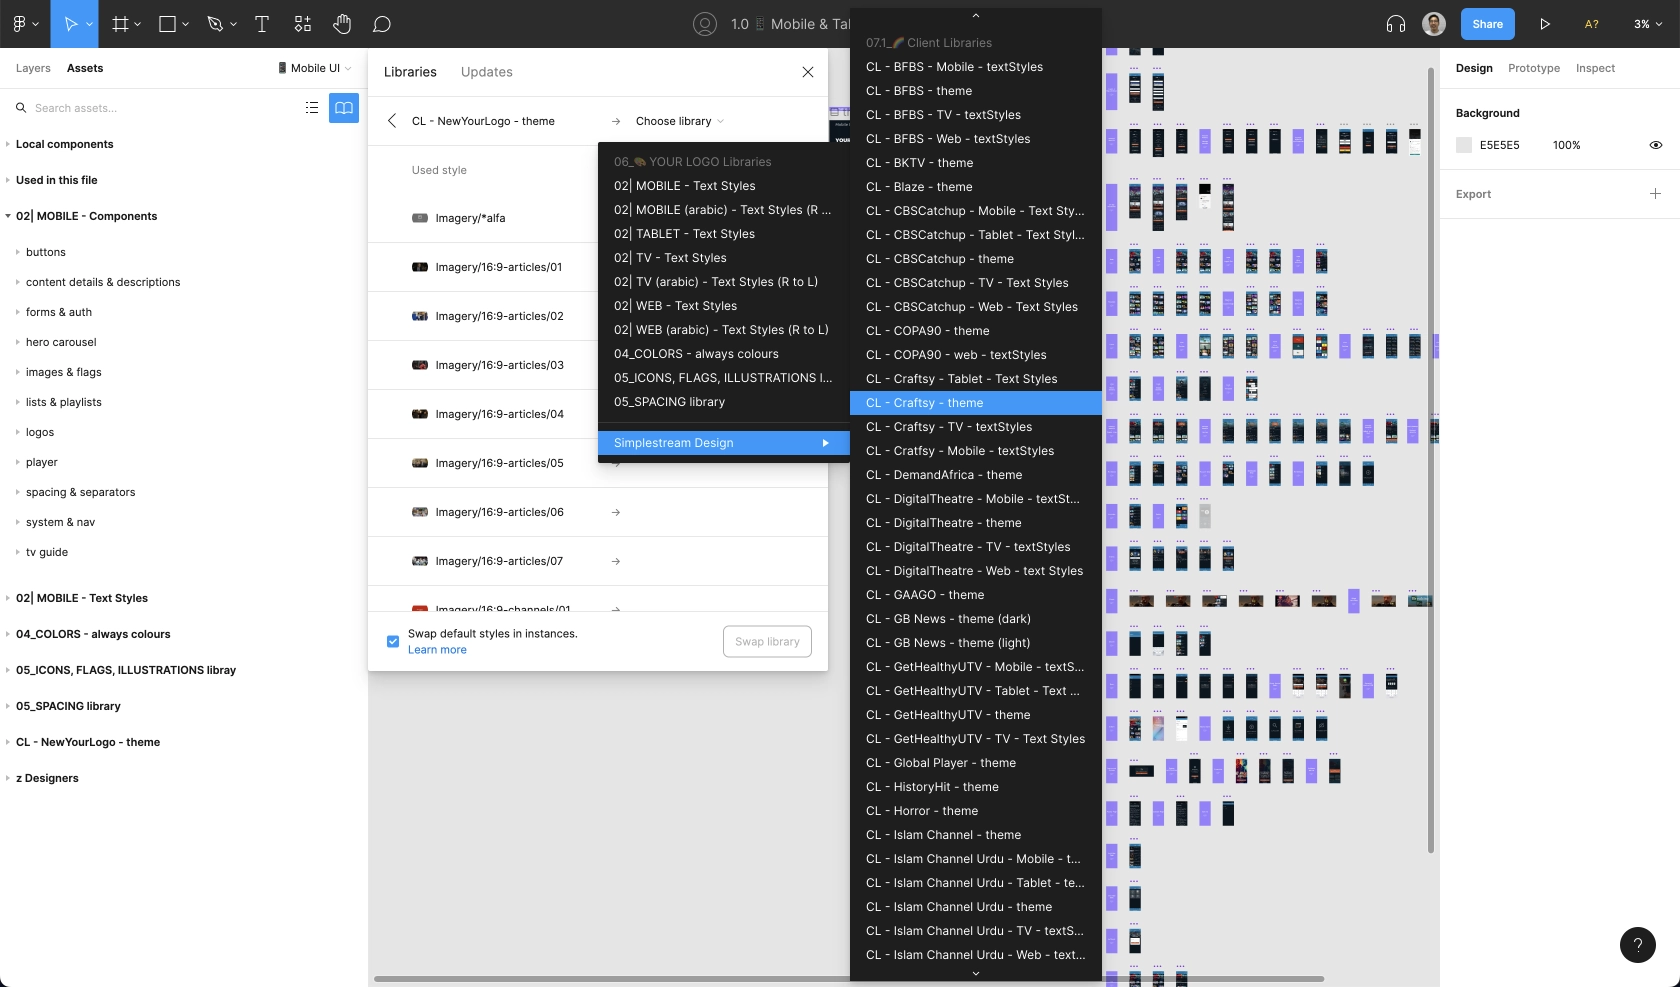 1.0 📱 Mobile & Ta
Share
A?
3%
Layers
Assets
Mobile UI
Search assets...
Local components
Used in this file
02| MOBILE - Components
buttons
content details & descriptions
forms & auth
hero carousel
images & flags
lists & playlists
logos
player
spacing & separators
system & nav
tv guide
02| MOBILE - Text Styles
04_COLORS - always colours
05_ICONS, FLAGS, ILLUSTRATIONS libray
05_SPACING library
CL - NewYourLogo - theme
z Designers
Libraries
Updates
CL - NewYourLogo - theme
Choose library
Used style
Imagery/*alfa
Imagery/16:9-articles/01
Imagery/16:9-articles/02
Imagery/16:9-articles/03
Imagery/16:9-articles/04
Imagery/16:9-articles/05
Imagery/16:9-articles/06
Imagery/16:9-articles/07
Imagery/16:9-channels/01
Swap default styles in instances.
Learn more
Swap library
06_🎨 YOUR LOGO Libraries
02| MOBILE - Text Styles
02| MOBILE (arabic) - Text Styles (R ...
02| TABLET - Text Styles
02| TV - Text Styles
02| TV (arabic) - Text Styles (R to L)
02| WEB - Text Styles
02| WEB (arabic) - Text Styles (R to L)
04_COLORS - always colours
05_ICONS, FLAGS, ILLUSTRATIONS l...
05_SPACING library
Simplestream Design
07.1_🌈 Client Libraries
CL - BFBS - Mobile - textStyles
CL - BFBS - theme
CL - BFBS - TV - textStyles
CL - BFBS - Web - textStyles
CL - BKTV - theme
CL - Blaze - theme
CL - CBSCatchup - Mobile - Text Sty...
CL - CBSCatchup - Tablet - Text Styl...
CL - CBSCatchup - theme
CL - CBSCatchup - TV - Text Styles
CL - CBSCatchup - Web - Text Styles
CL - COPA90 - theme
CL - COPA90 - web - textStyles
CL - Craftsy - Tablet - Text Styles
CL - Craftsy - theme
CL - Craftsy - TV - textStyles
CL - Cratfsy - Mobile - textStyles
CL - DemandAfrica - theme
CL - DigitalTheatre - Mobile - textSt...
CL - DigitalTheatre - theme
CL - DigitalTheatre - TV - textStyles
CL - DigitalTheatre - Web - text Styles
CL - GAAGO - theme
CL - GB News - theme (dark)
CL - GB News - theme (light)
CL - GetHealthyUTV - Mobile - textS...
CL - GetHealthyUTV - Tablet - Text ...
CL - GetHealthyUTV - theme
CL - GetHealthyUTV - TV - Text Styles
CL - Global Player - theme
CL - HistoryHit - theme
CL - Horror - theme
CL - Islam Channel - theme
CL - Islam Channel Urdu - Mobile - t...
CL - Islam Channel Urdu - Tablet - te...
CL - Islam Channel Urdu - theme
CL - Islam Channel Urdu - TV - textS...
CL - Islam Channel Urdu - Web - text...
Design
Prototype
Inspect
Background
E5E5E5
100%
Export
?